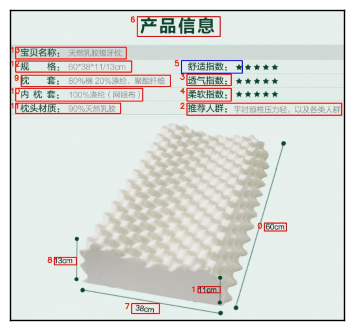 产品信息
宝贝名称： 天然乳胶狼牙枕
规 格： 60*38*11/13cm
舒适指数： ★★★★★
枕 套： 80%棉 20%涤纶，聚酯纤维
透气指数： ★★★★★
内 枕 套： 100%涤纶（网眼布）
柔软指数： ★★★★★
枕头材质： 90%天然乳胶
推荐人群： 平时颈椎压力轻，以及各类人群
60cm
13cm
11cm
38cm